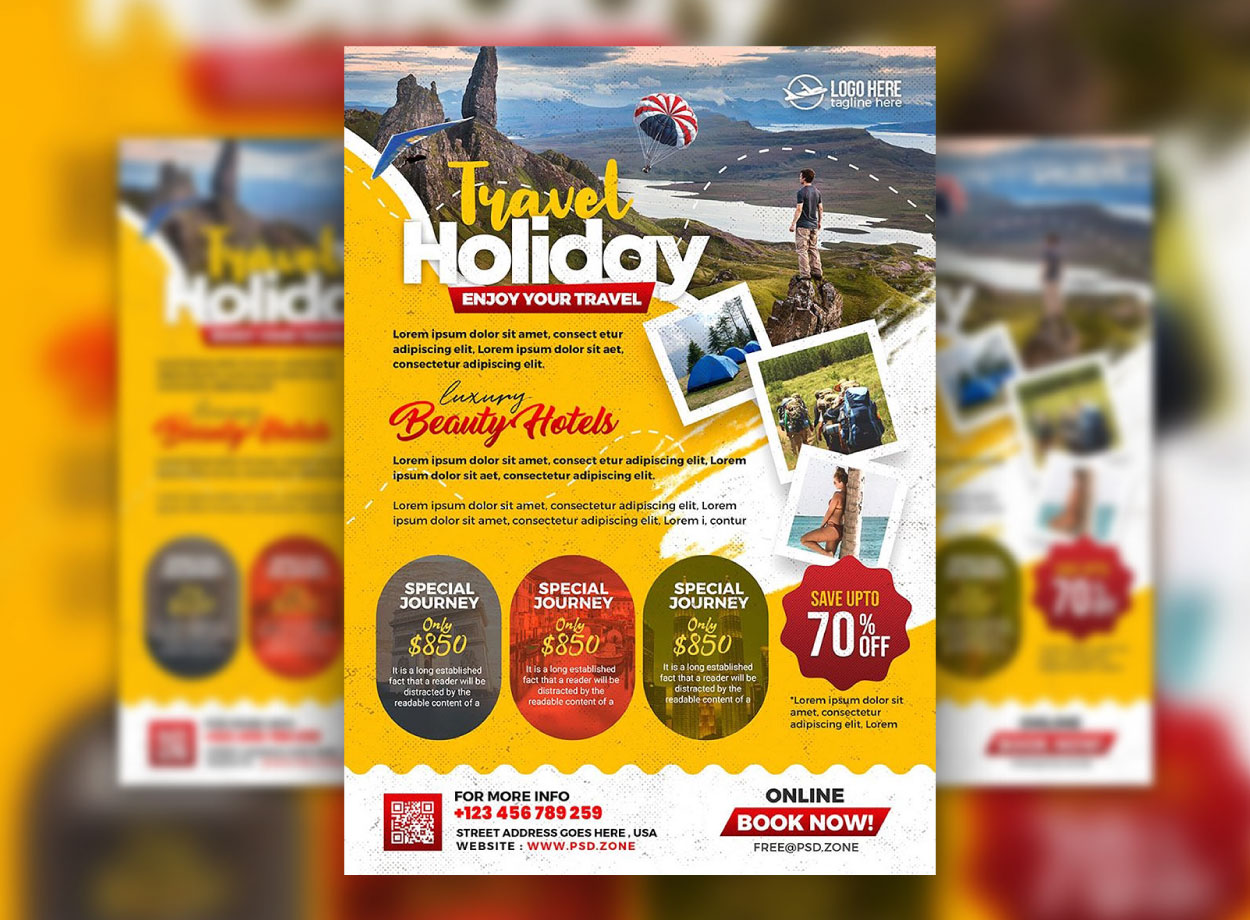 LOGO HERE
tagline here
Travel
Holiday
ENJOY YOUR TRAVEL
Lorem ipsum dolor sit amet, consect etur
adipiscing elit, Lorem ipsum dolor sit aet,
consectetur adipiscing elit.
luxury
Beauty Hotels
Lorem ipsum dolor sit amet, consect etur adipiscing elit, Lorem
ipsum dolor sit aet, consectetur adipiscing elit.
Lorem ipsum dolor sit amet, consectetur adipiscing elit, Lorem
ipsum dolor sit amet, consectetur adipiscing elit, Lorem i, contur
SPECIAL
JOURNEY
Only
$850
It is a long established
fact that a reader will be
distracted by the
readable content of a
SPECIAL
JOURNEY
Only
$850
It is a long established
fact that a reader will be
distracted by the
readable content of a
SPECIAL
JOURNEY
Only
$850
It is a long established
fact that a reader will be
distracted by the
readable content of a
SAVE UPTO
70% OFF
*Lorem ipsum dolor sit
amet, consectetur
adipiscing elit, Lorem
FOR MORE INFO
+123 456 789 259
STREET ADDRESS GOES HERE , USA
WEBSITE : WWW.PSD.ZONE
ONLINE
BOOK NOW!
FREE@PSD.ZONE